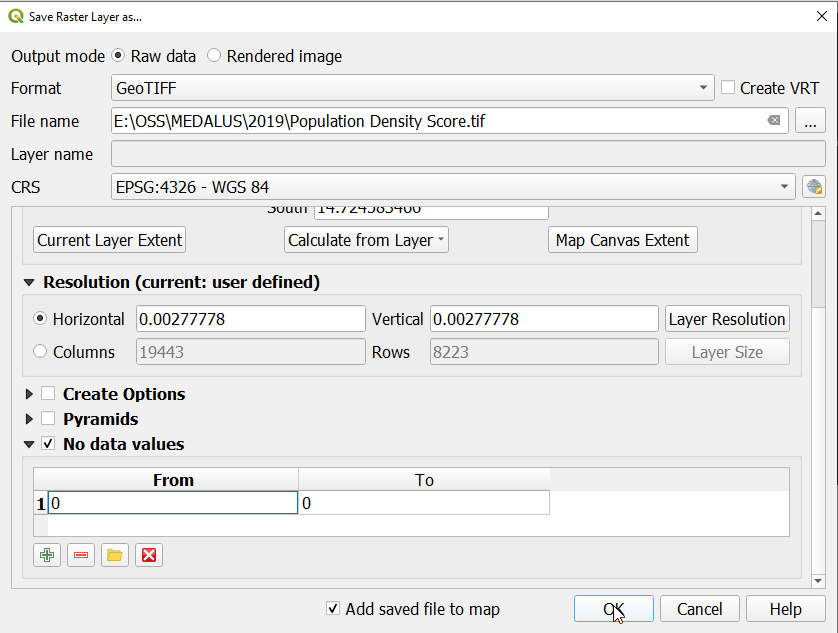 Save Raster Layer as...
Output mode Raw data Rendered image
Format GeoTIFF Create VRT
File name E:\OSS\MEDALUS\2019\Population Density Score.tif ...
Layer name
CRS EPSG:4326 - WGS 84
South 14.724583466
Current Layer Extent Calculate from Layer Map Canvas Extent
Resolution (current: user defined)
Horizontal 0.00277778 Vertical 0.00277778 Layer Resolution
Columns 19443 Rows 8223 Layer Size
Create Options
Pyramids
No data values
From To
1 0 0
Add saved file to map OK Cancel Help